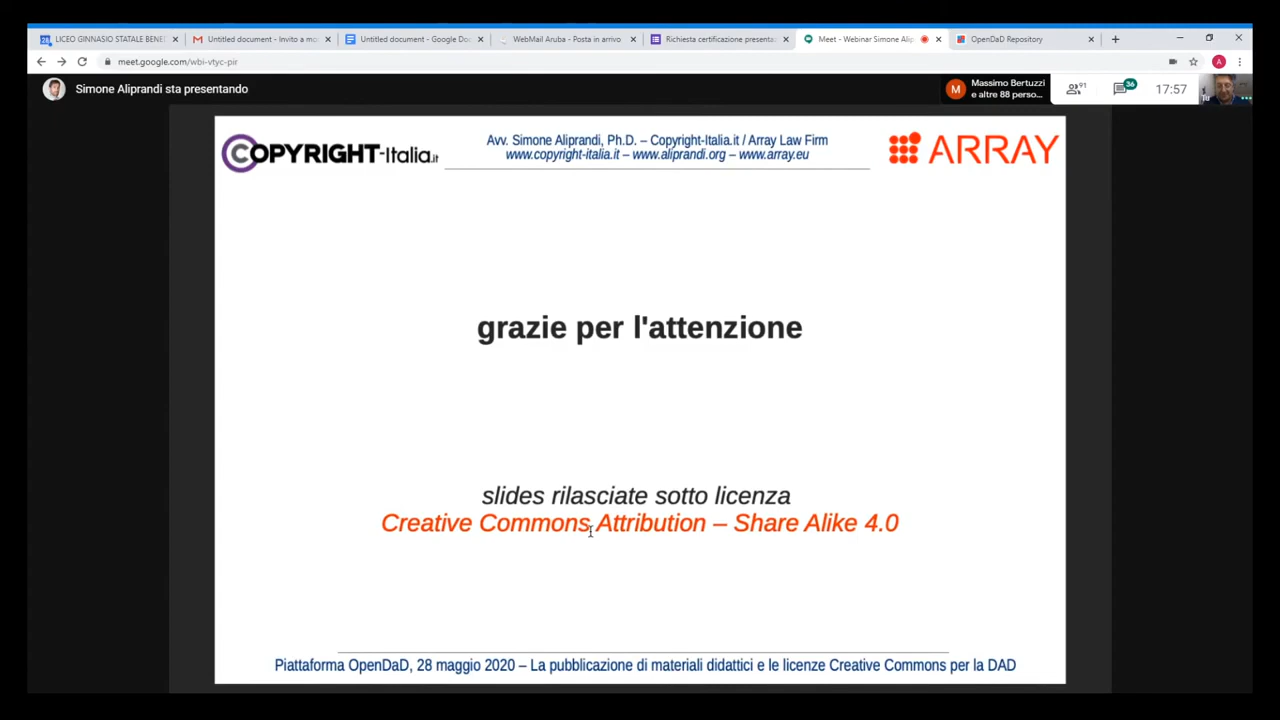 28 LICEO GINNASIO STATALE BENE
Untitled document - Invito a mo
Untitled document - Google Doc
WebMail Aruba - Posta in arrivo
Richiesta certificazione presenta
Meet - Webinar Simone Alip
OpenDaD Repository
meet.google.com/wbi-vtyc-pir
A
Simone Aliprandi sta presentando
M
Massimo Bertuzzi
e altre 88 perso...
91
36
17:57
Tu
COPYRIGHT-Italia.it
Avv. Simone Aliprandi, Ph.D. – Copyright-Italia.it / Array Law Firm
www.copyright-italia.it – www.aliprandi.org – www.array.eu
ARRAY
grazie per l'attenzione
slides rilasciate sotto licenza
Creative Commons Attribution – Share Alike 4.0
Piattaforma OpenDaD, 28 maggio 2020 – La pubblicazione di materiali didattici e le licenze Creative Commons per la DAD